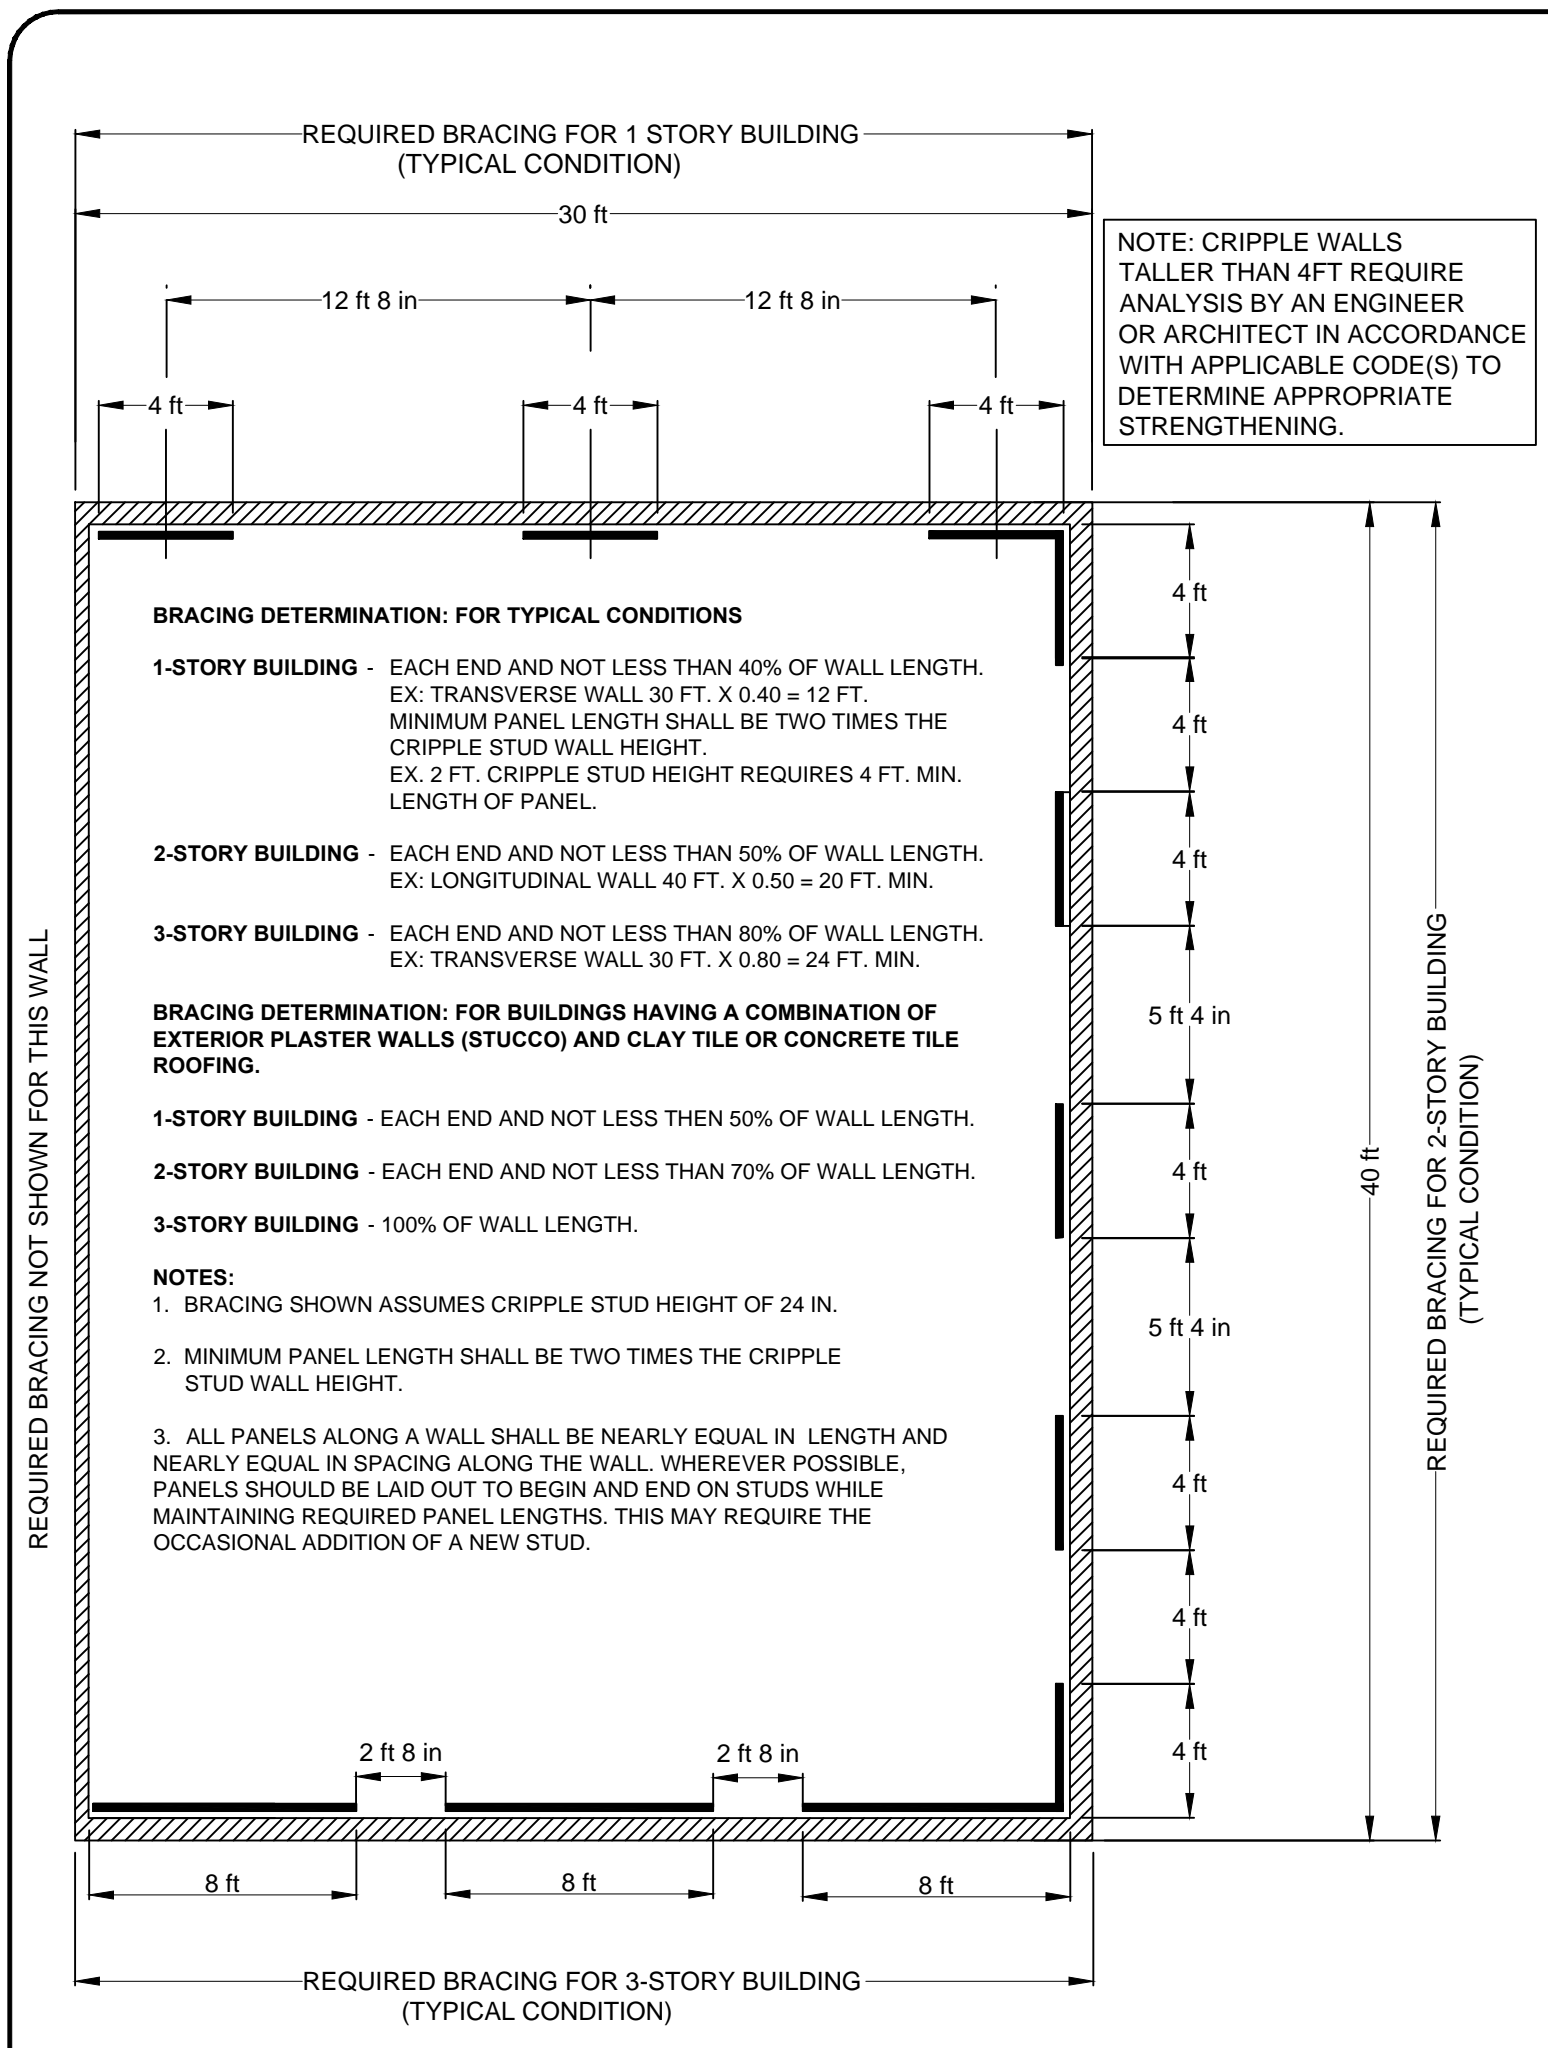 REQUIRED BRACING FOR 1 STORY BUILDING
(TYPICAL CONDITION)
30 ft
12 ft 8 in
12 ft 8 in
4 ft
4 ft
4 ft
NOTE: CRIPPLE WALLS
TALLER THAN 4FT REQUIRE
ANALYSIS BY AN ENGINEER
OR ARCHITECT IN ACCORDANCE
WITH APPLICABLE CODE(S) TO
DETERMINE APPROPRIATE
STRENGTHENING.
BRACING DETERMINATION: FOR TYPICAL CONDITIONS
1-STORY BUILDING - EACH END AND NOT LESS THAN 40% OF WALL LENGTH.
EX: TRANSVERSE WALL 30 FT. X 0.40 = 12 FT.
MINIMUM PANEL LENGTH SHALL BE TWO TIMES THE
CRIPPLE STUD WALL HEIGHT.
EX. 2 FT. CRIPPLE STUD HEIGHT REQUIRES 4 FT. MIN.
LENGTH OF PANEL.
2-STORY BUILDING - EACH END AND NOT LESS THAN 50% OF WALL LENGTH.
EX: LONGITUDINAL WALL 40 FT. X 0.50 = 20 FT. MIN.
3-STORY BUILDING - EACH END AND NOT LESS THAN 80% OF WALL LENGTH.
EX: TRANSVERSE WALL 30 FT. X 0.80 = 24 FT. MIN.
BRACING DETERMINATION: FOR BUILDINGS HAVING A COMBINATION OF
EXTERIOR PLASTER WALLS (STUCCO) AND CLAY TILE OR CONCRETE TILE
ROOFING.
1-STORY BUILDING - EACH END AND NOT LESS THEN 50% OF WALL LENGTH.
2-STORY BUILDING - EACH END AND NOT LESS THAN 70% OF WALL LENGTH.
3-STORY BUILDING - 100% OF WALL LENGTH.
NOTES:
1. BRACING SHOWN ASSUMES CRIPPLE STUD HEIGHT OF 24 IN.
2. MINIMUM PANEL LENGTH SHALL BE TWO TIMES THE CRIPPLE
STUD WALL HEIGHT.
3. ALL PANELS ALONG A WALL SHALL BE NEARLY EQUAL IN LENGTH AND
NEARLY EQUAL IN SPACING ALONG THE WALL. WHEREVER POSSIBLE,
PANELS SHOULD BE LAID OUT TO BEGIN AND END ON STUDS WHILE
MAINTAINING REQUIRED PANEL LENGTHS. THIS MAY REQUIRE THE
OCCASIONAL ADDITION OF A NEW STUD.
REQUIRED BRACING NOT SHOWN FOR THIS WALL
4 ft
4 ft
4 ft
5 ft 4 in
4 ft
5 ft 4 in
4 ft
4 ft
4 ft
40 ft
REQUIRED BRACING FOR 2-STORY BUILDING
(TYPICAL CONDITION)
2 ft 8 in
2 ft 8 in
8 ft
8 ft
8 ft
REQUIRED BRACING FOR 3-STORY BUILDING
(TYPICAL CONDITION)